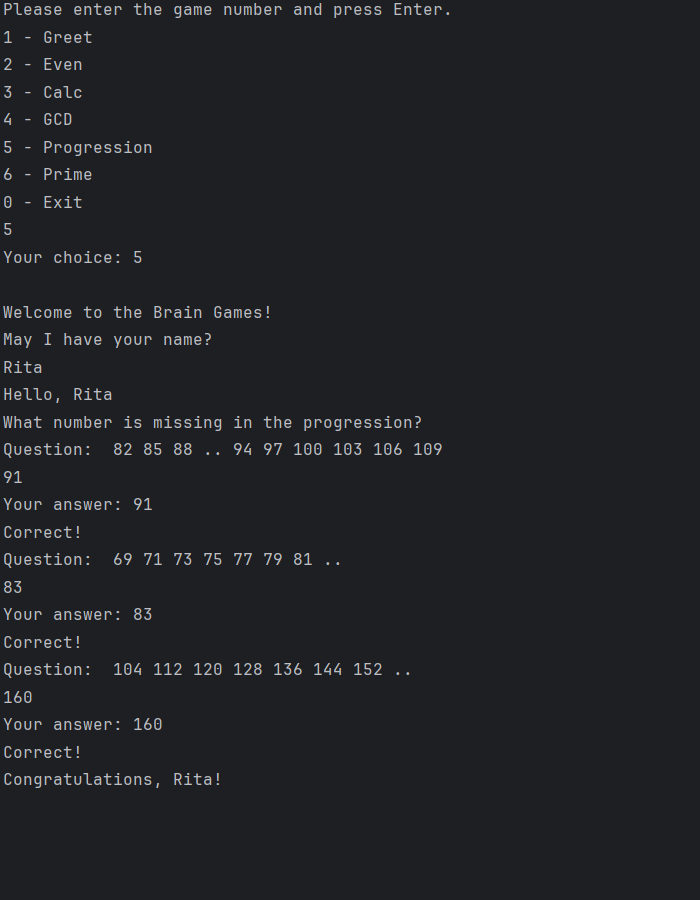 Please enter the game number and press Enter.
1 - Greet
2 - Even
3 - Calc
4 - GCD
5 - Progression
6 - Prime
0 - Exit
5
Your choice: 5
Welcome to the Brain Games!
May I have your name?
Rita
Hello, Rita
What number is missing in the progression?
Question:  82 85 88 .. 94 97 100 103 106 109
91
Your answer: 91
Correct!
Question:  69 71 73 75 77 79 81 ..
83
Your answer: 83
Correct!
Question:  104 112 120 128 136 144 152 ..
160
Your answer: 160
Correct!
Congratulations, Rita!